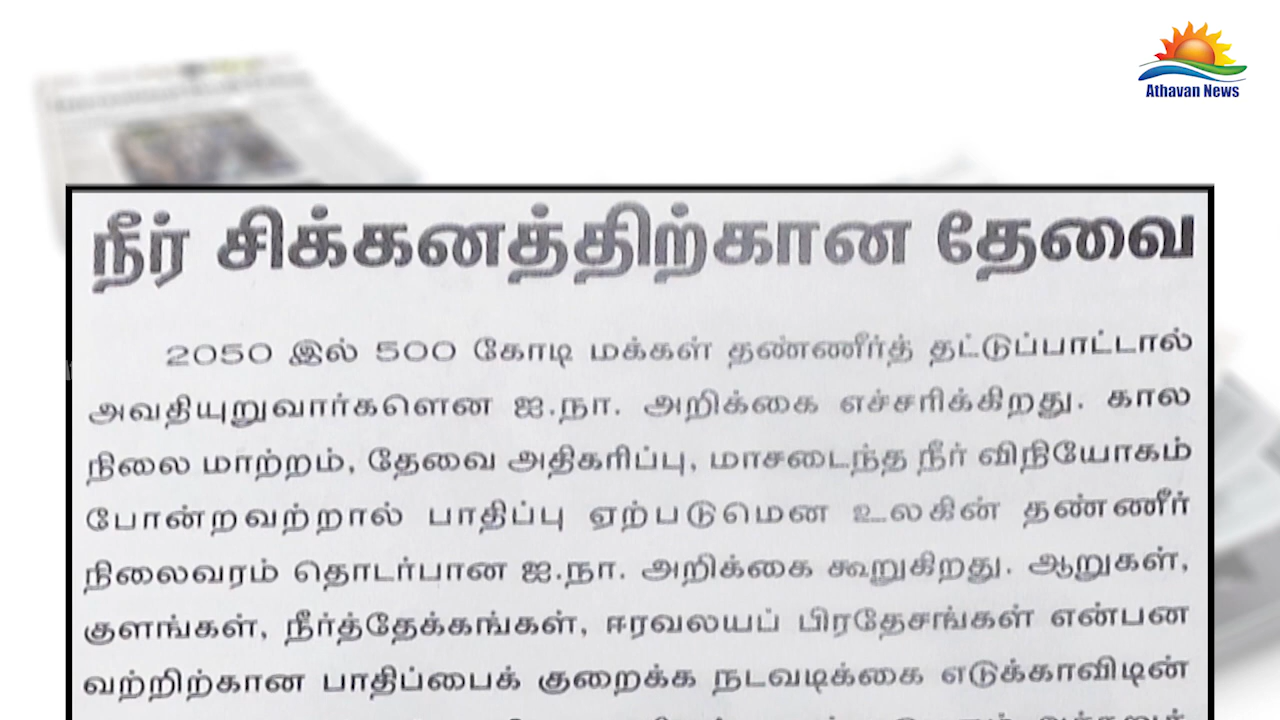 Athavan News
நீர் சிக்கனத்திற்கான தேவை
2050 இல் 500 கோடி மக்கள் தண்ணீர்த் தட்டுப்பாட்டால்
அவதியுறுவார்களென ஐ.நா. அறிக்கை எச்சரிக்கிறது. கால
நிலை மாற்றம், தேவை அதிகரிப்பு, மாசடைந்த நீர் விநியோகம்
போன்றவற்றால் பாதிப்பு ஏற்படுமென உலகின் தண்ணீர்
நிலைவரம் தொடர்பான ஐ.நா. அறிக்கை கூறுகிறது. ஆறுகள்,
குளங்கள், நீர்த்தேக்கங்கள், ஈரவலயப் பிரதேசங்கள் என்பன
வற்றிற்கான பாதிப்பைக் குறைக்க நடவடிக்கை எடுக்காவிடின்